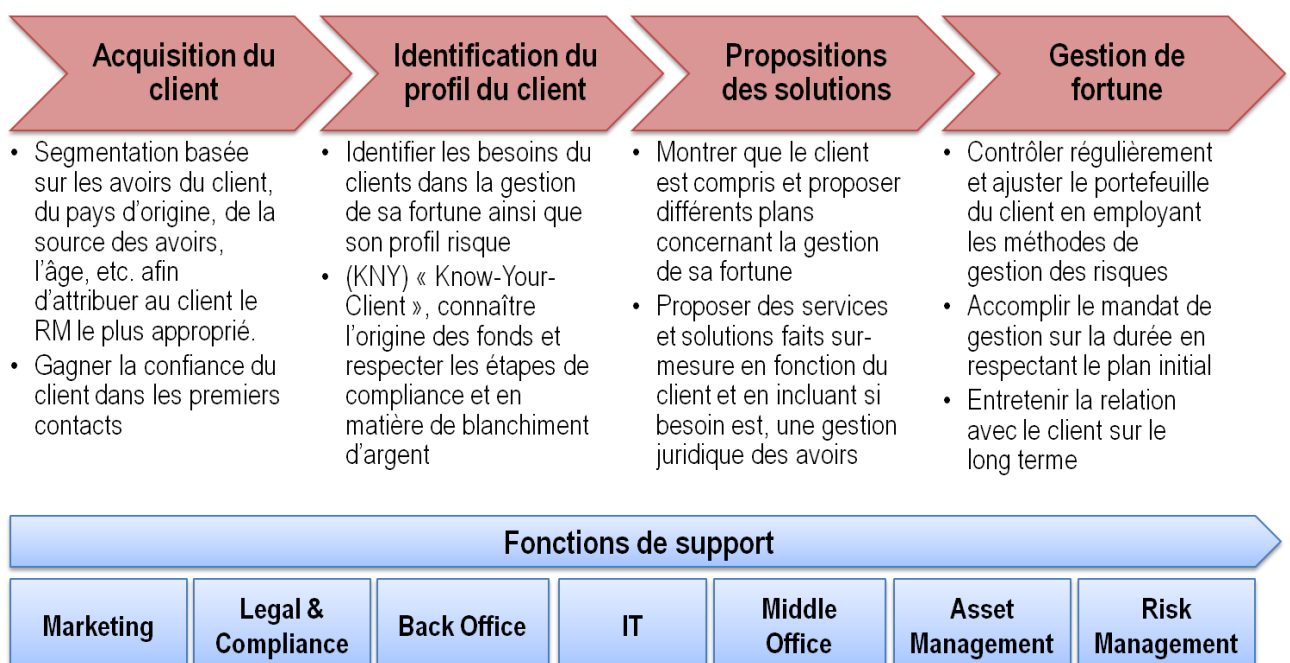 Acquisition du
client
Identification du
profil du client
Propositions
des solutions
Gestion de
fortune
• Segmentation basée
sur les avoirs du client,
du pays d'origine, de la
source des avoirs,
l'âge, etc. afin
d'attribuer au client le
RM le plus approprié.
• Gagner la confiance du
client dans les premiers
contacts
• Identifier les besoins du
clients dans la gestion
de sa fortune ainsi que
son profil risque
• (KNY) « Know-Your-
Client », connaître
l'origine des fonds et
respecter les étapes de
compliance et en
matière de blanchiment
d'argent
• Montrer que le client
est compris et proposer
différents plans
concernant la gestion
de sa fortune
• Proposer des services
et solutions faits sur-
mesure en fonction du
client et en incluant si
besoin est, une gestion
juridique des avoirs
• Contrôler régulièrement
et ajuster le portefeuille
du client en employant
les méthodes de
gestion des risques
• Accomplir le mandat de
gestion sur la durée en
respectant le plan initial
• Entretenir la relation
avec le client sur le
long terme
Fonctions de support
Marketing
Legal &
Compliance
Back Office
IT
Middle
Office
Asset
Management
Risk
Management